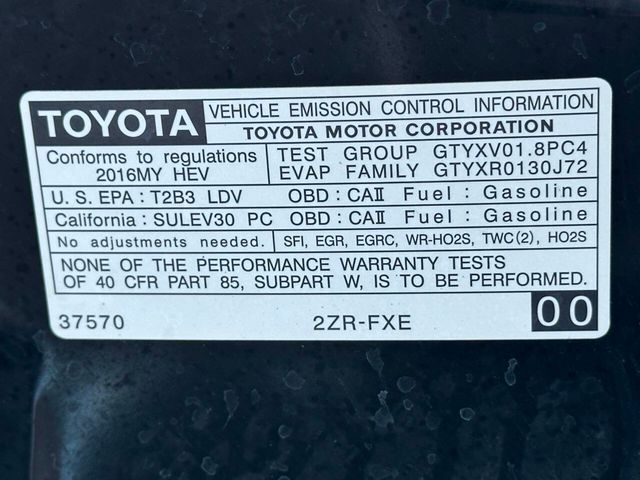 TOYOTA VEHICLE EMISSION CONTROL INFORMATION
TOYOTA MOTOR CORPORATION
Conforms to regulations
2016MY HEV
TEST GROUP GTYXV01.8PC4
EVAP FAMILY GTYXR0130J72
U.S. EPA : T2B3 LDV OBD : CAII Fuel : Gasoline
California : SULEV30 PC OBD : CAII Fuel : Gasoline
No adjustments needed. SFI, EGR, EGRC, WR-HO2S, TWC(2), HO2S
NONE OF THE PERFORMANCE WARRANTY TESTS
OF 40 CFR PART 85, SUBPART W, IS TO BE PERFORMED.
37570 2ZR-FXE 00